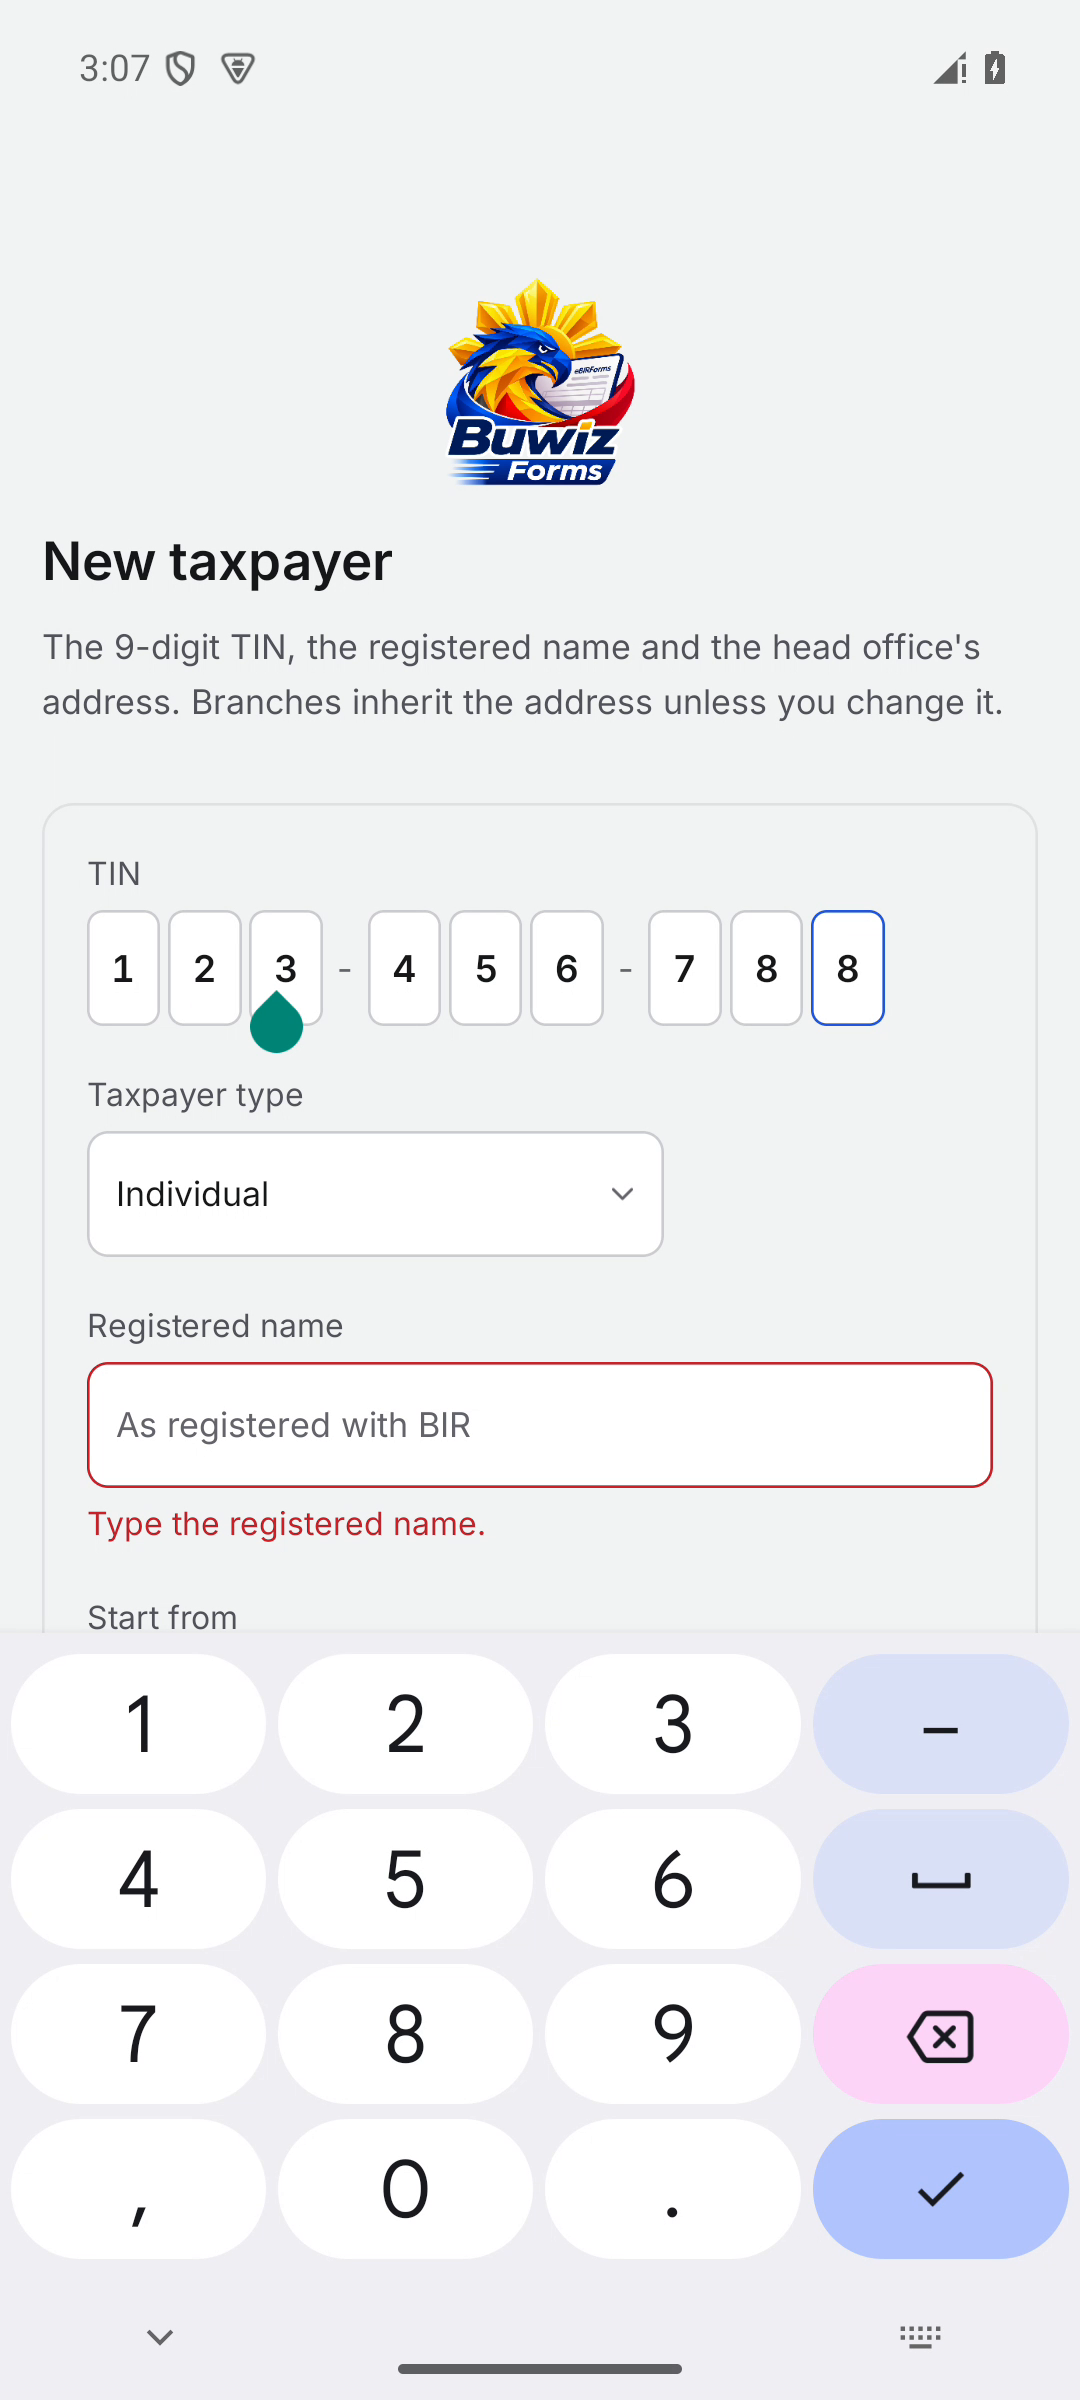 3:07
eBIRForms
Buwiz
Forms
New taxpayer
The 9-digit TIN, the registered name and the head office's
address. Branches inherit the address unless you change it.
TIN
1 2 3 - 4 5 6 - 7 8 8
Taxpayer type
Individual
Registered name
As registered with BIR
Type the registered name.
Start from
1 2 3 –
4 5 6
7 8 9
, 0 .